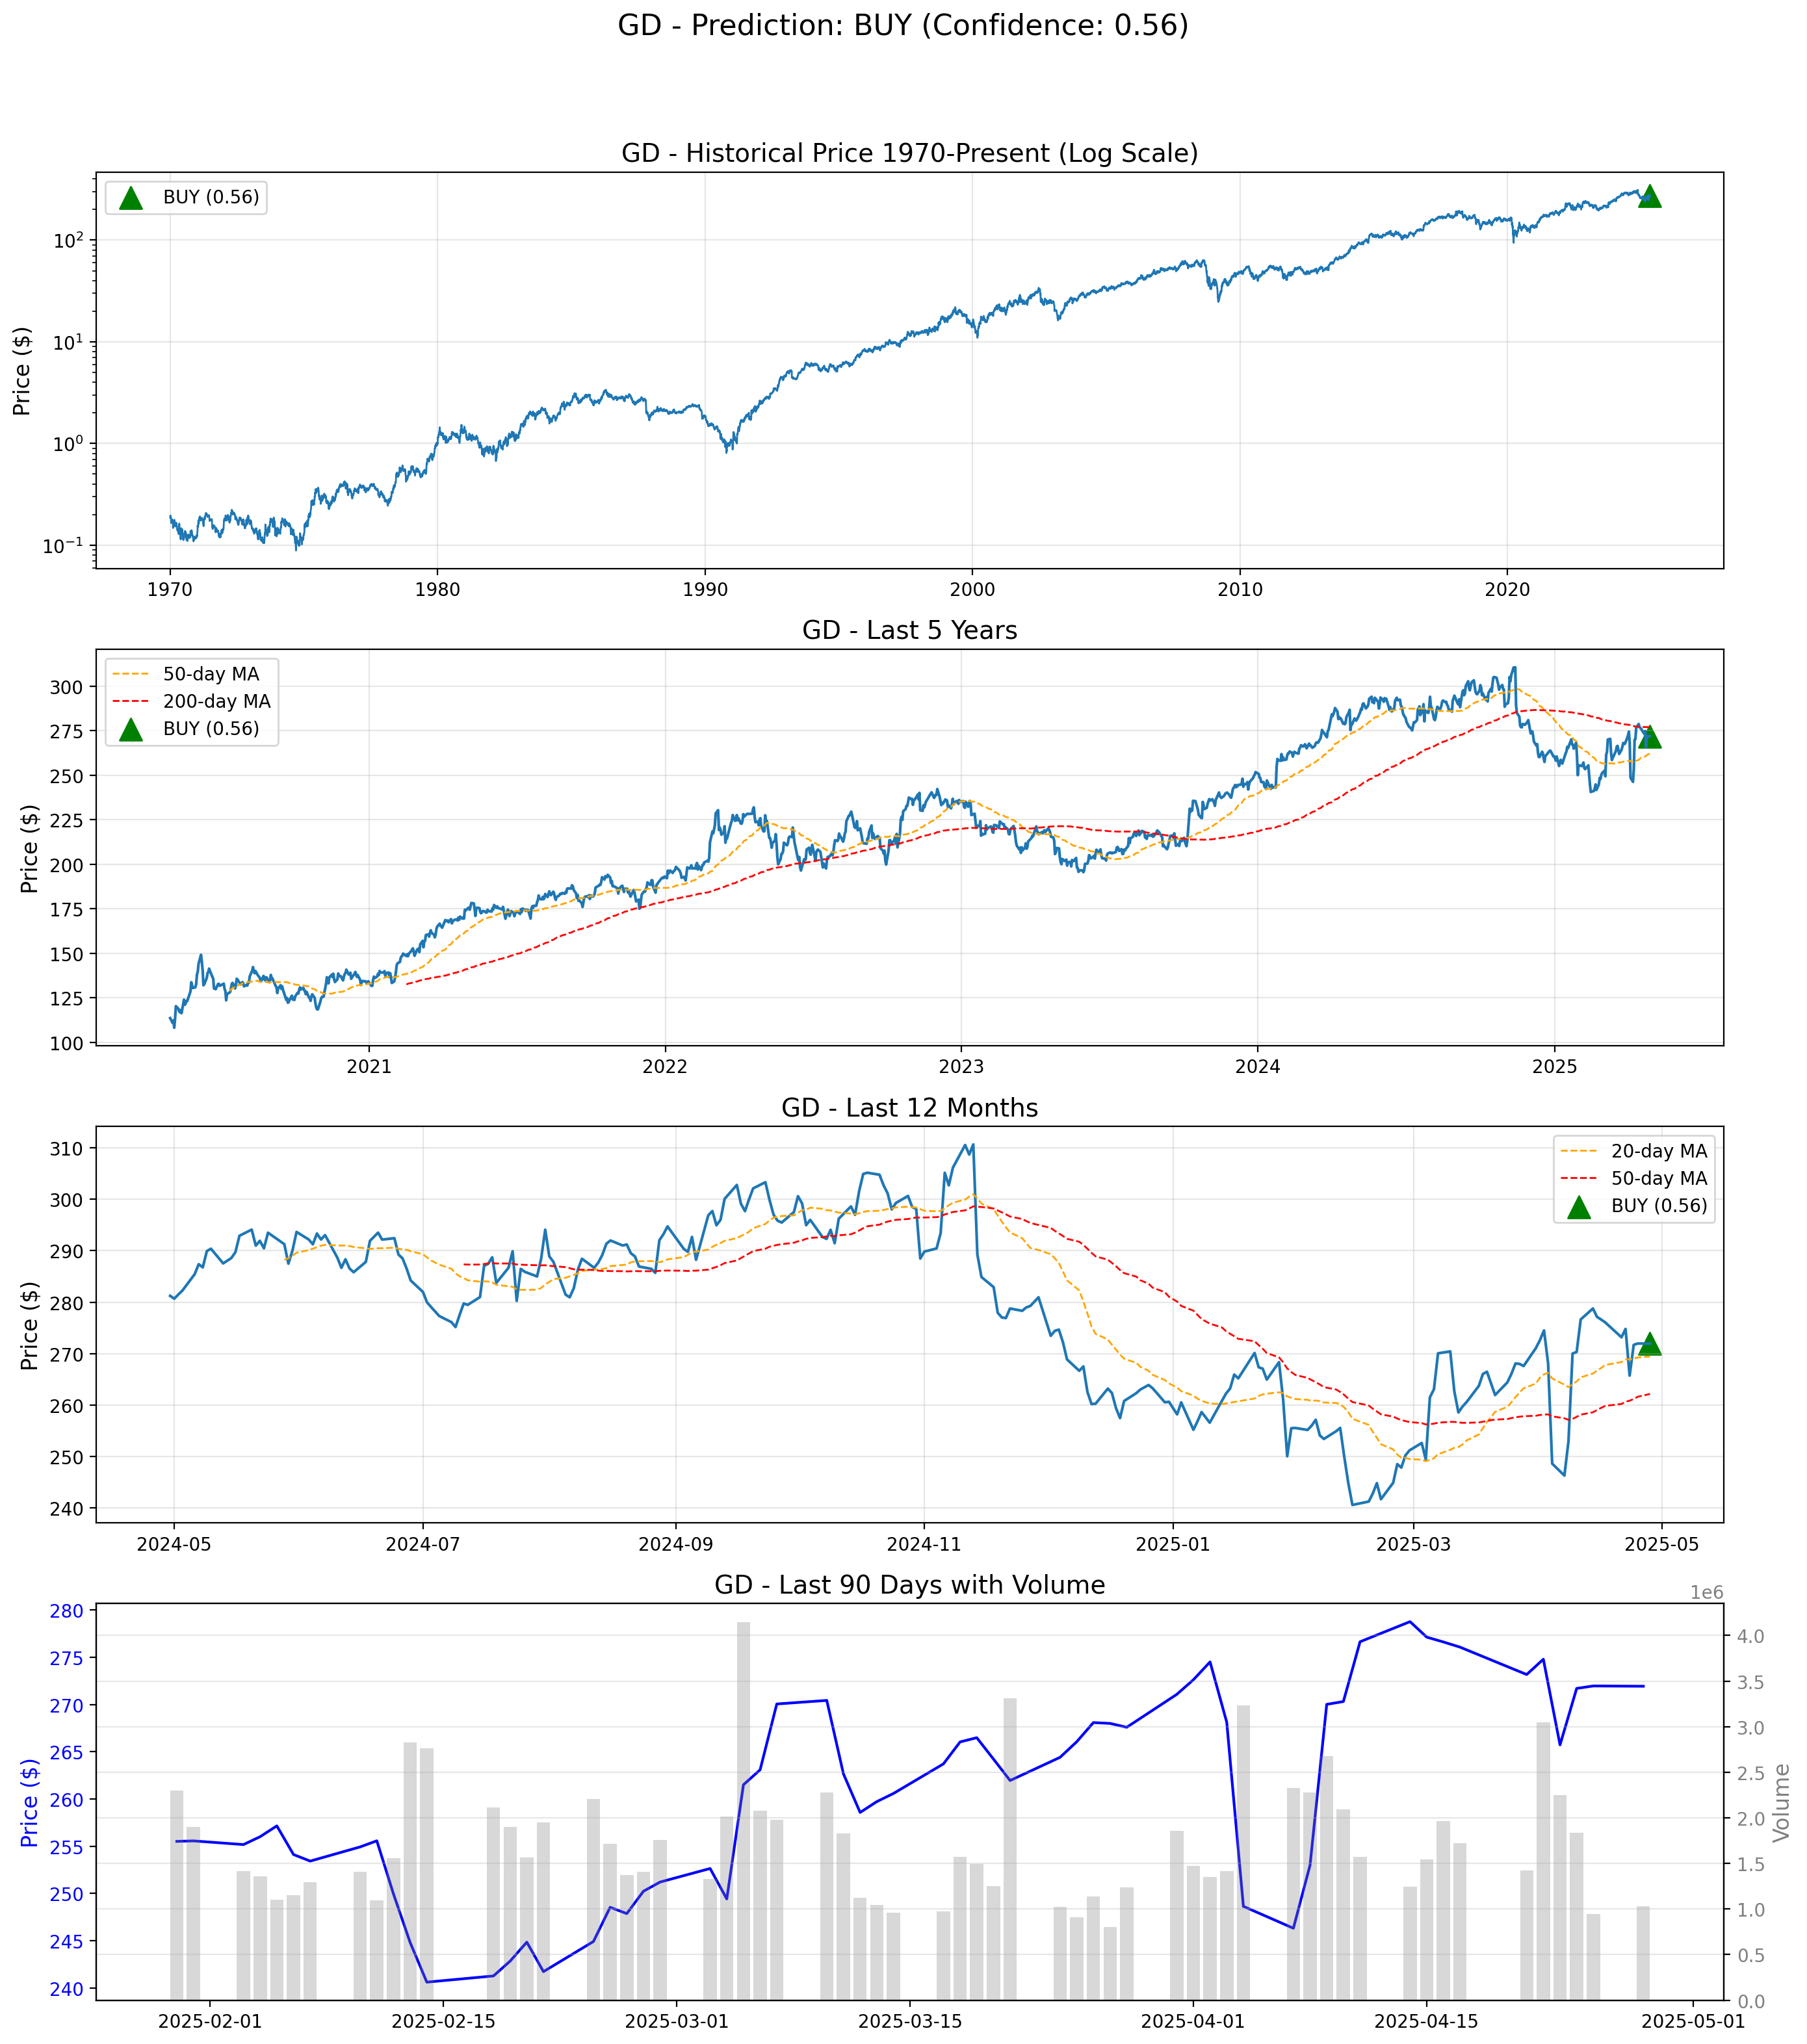 GD - Prediction: BUY (Confidence: 0.56)
GD - Historical Price 1970-Present (Log Scale)
BUY (0.56)
Price ($)
10²
10¹
10⁰
10⁻¹
1970 1980 1990 2000 2010 2020
GD - Last 5 Years
50-day MA
200-day MA
BUY (0.56)
Price ($)
300
275
250
225
200
175
150
125
100
2021 2022 2023 2024 2025
GD - Last 12 Months
20-day MA
50-day MA
BUY (0.56)
Price ($)
310
300
290
280
270
260
250
240
2024-05 2024-07 2024-09 2024-11 2025-01 2025-03 2025-05
GD - Last 90 Days with Volume
1e6
Price ($)
280
275
270
265
260
255
250
245
240
4.0
3.5
3.0
2.5
2.0
1.5
1.0
0.5
0.0
Volume
2025-02-01 2025-02-15 2025-03-01 2025-03-15 2025-04-01 2025-04-15 2025-05-01